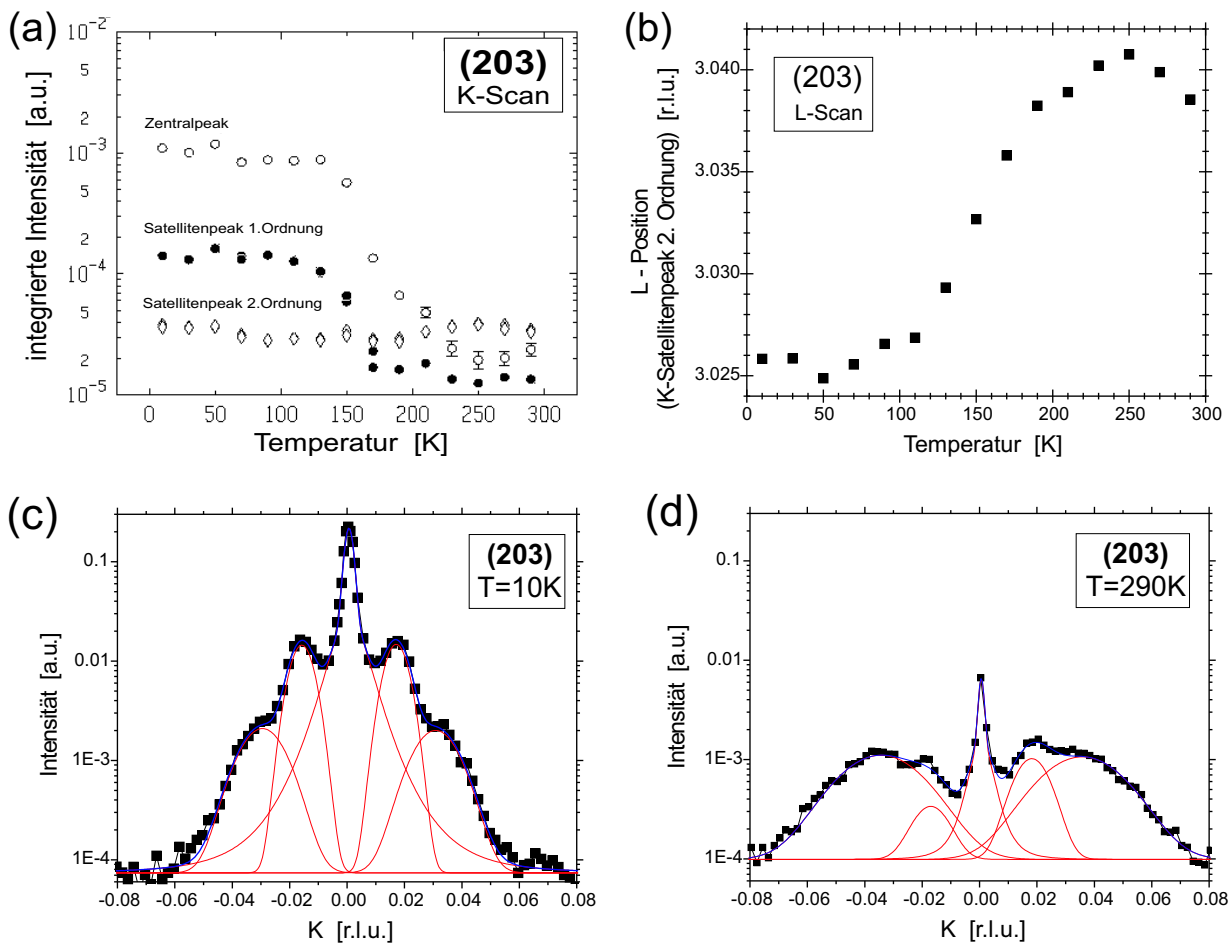 (a)
(203)
K-Scan
Zentralpeak
Satellitenpeak 1.Ordnung
Satellitenpeak 2.Ordnung
integrierte Intensität [a.u.]
10⁻²
5
2
10⁻³
5
2
10⁻⁴
5
2
10⁻⁵
0 50 100 150 200 250 300
Temperatur [K]
(b)
(203)
L-Scan
L - Position
(K-Satellitenpeak 2. Ordnung) [r.l.u.]
3.040
3.035
3.030
3.025
0 50 100 150 200 250 300
Temperatur [K]
(c)
(203)
T=10K
Intensität [a.u.]
0.1
0.01
1E-3
1E-4
-0.08 -0.06 -0.04 -0.02 0.00 0.02 0.04 0.06 0.08
K [r.l.u.]
(d)
(203)
T=290K
Intensität [a.u.]
0.1
0.01
1E-3
1E-4
-0.08 -0.06 -0.04 -0.02 0.00 0.02 0.04 0.06 0.08
K [r.l.u.]